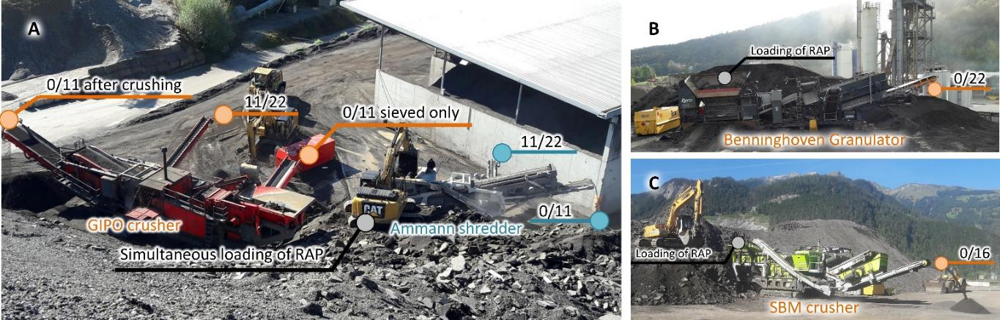 A
0/11 after crushing
11/22
0/11 sieved only
11/22
CAT
0/11
GIPO crusher
Ammann shredder
Simultaneous loading of RAP
B
Loading of RAP
0/22
Benninghoven Granulator
C
Loading of RAP
0/16
SBM crusher